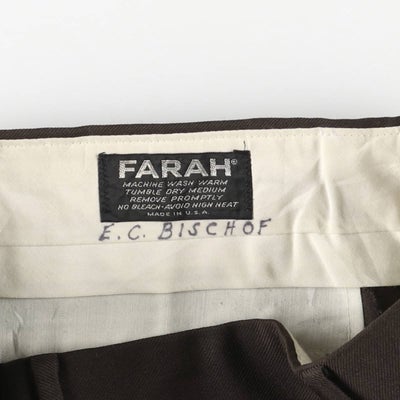 FARAH®
MACHINE WASH WARM
TUMBLE DRY MEDIUM
REMOVE PROMPTLY
NO BLEACH-AVOID HIGH HEAT
MADE IN U.S.A.
E.C. BISCHOF